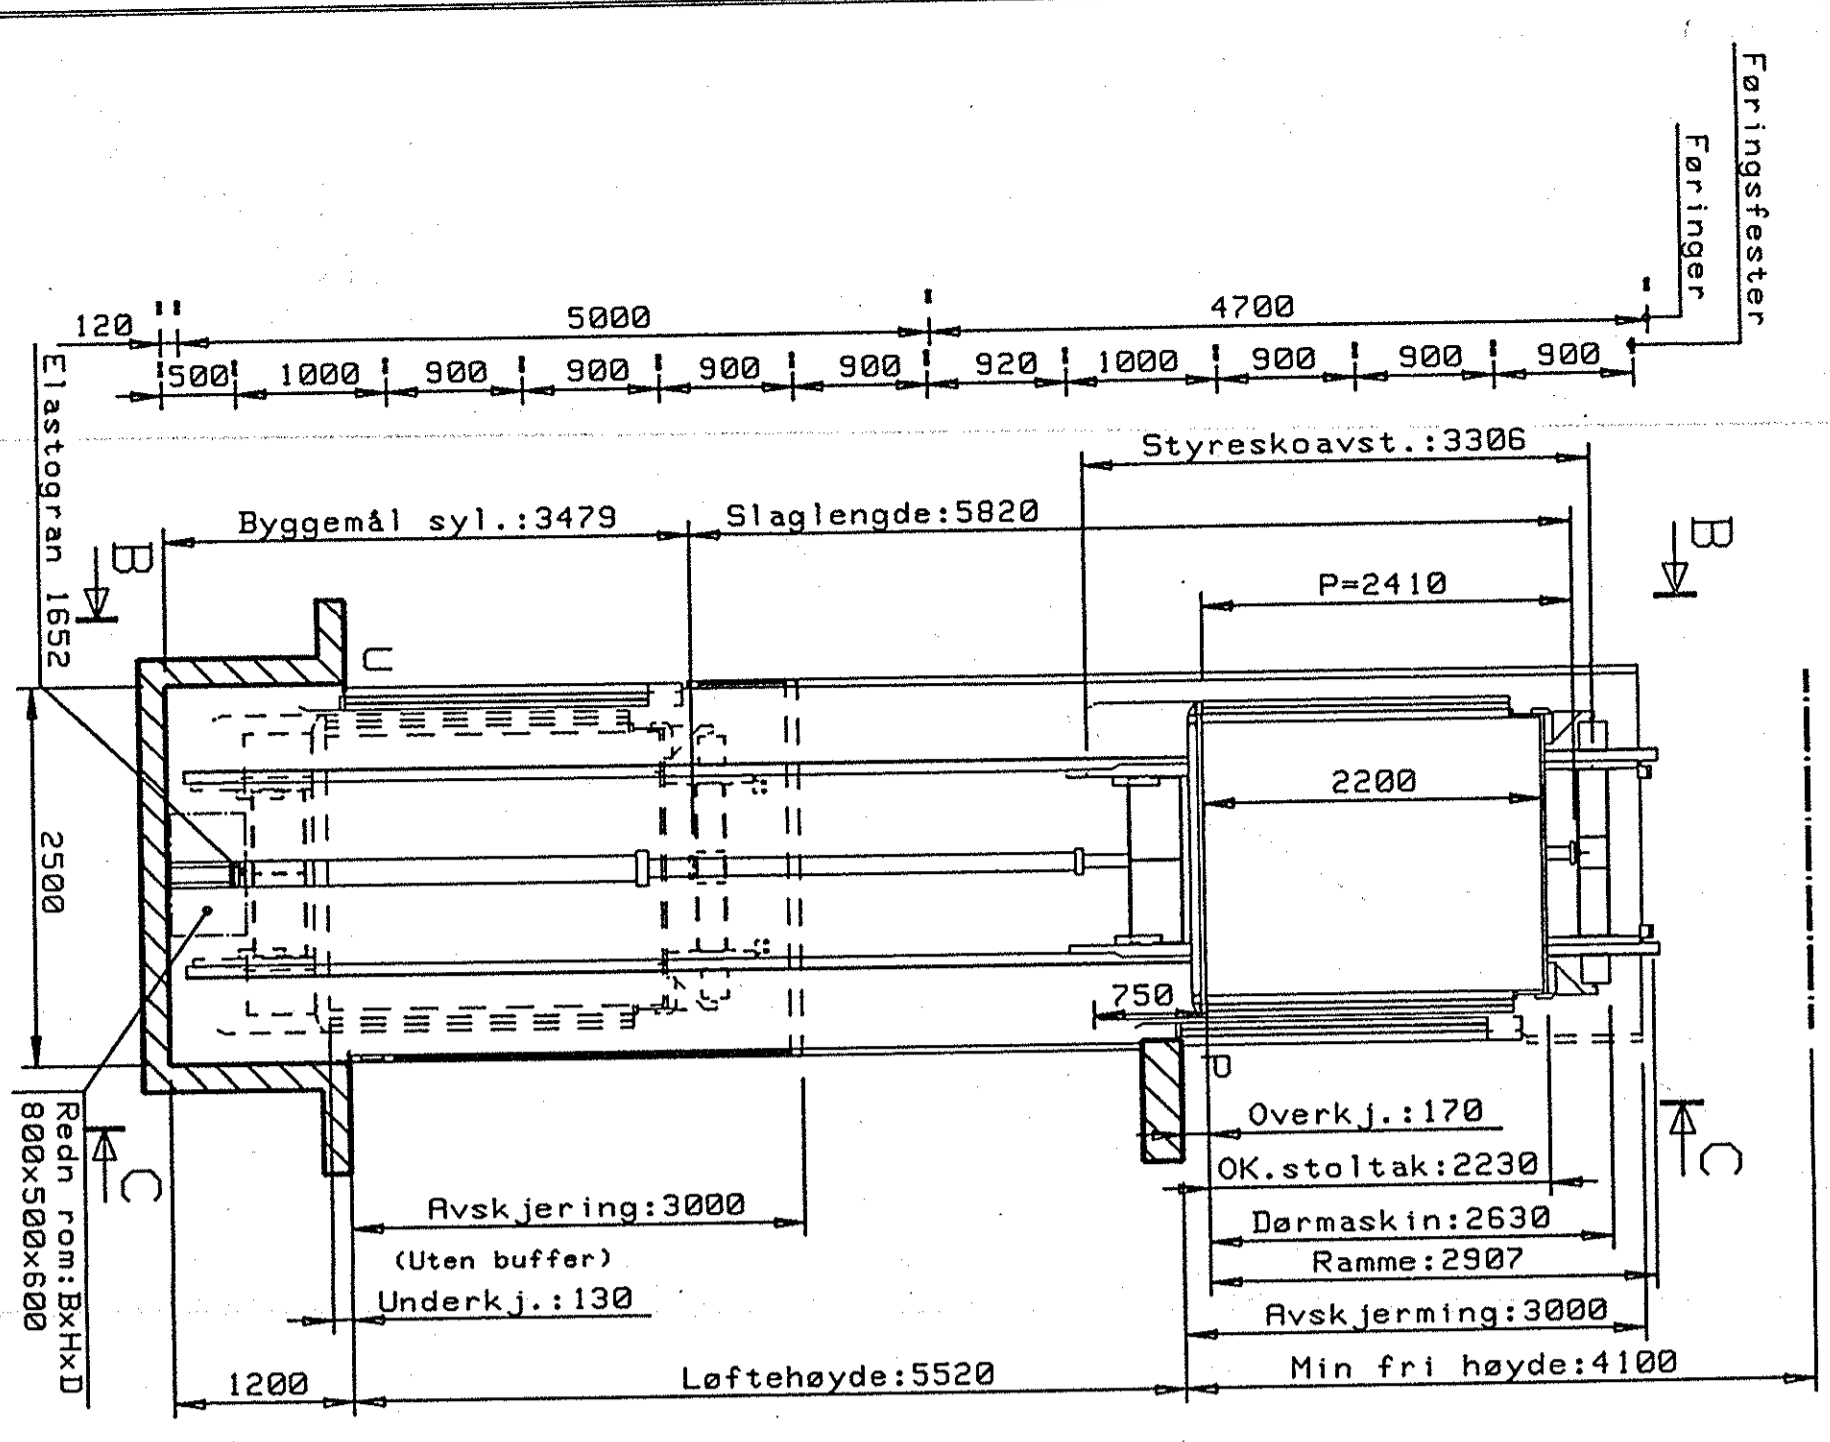 Føringsfester
Føringer
120
5000
4700
500
1000
900
900
900
900
920
1000
900
900
900
Elastogran 1652
Styreskoavst.:3306
Byggemål syl.:3479
Slaglengde:5820
B
B
P=2410
U
2200
2500
750
P
Overkj.:170
C
C
OK.stoltak:2230
Redn rom:BxHxD
800x500x600
Avskjering:3000
Dørmaskin:2630
(Uten buffer)
Ramme:2907
Underkj.:130
Avskjerming:3000
1200
Løftehøyde:5520
Min fri høyde:4100